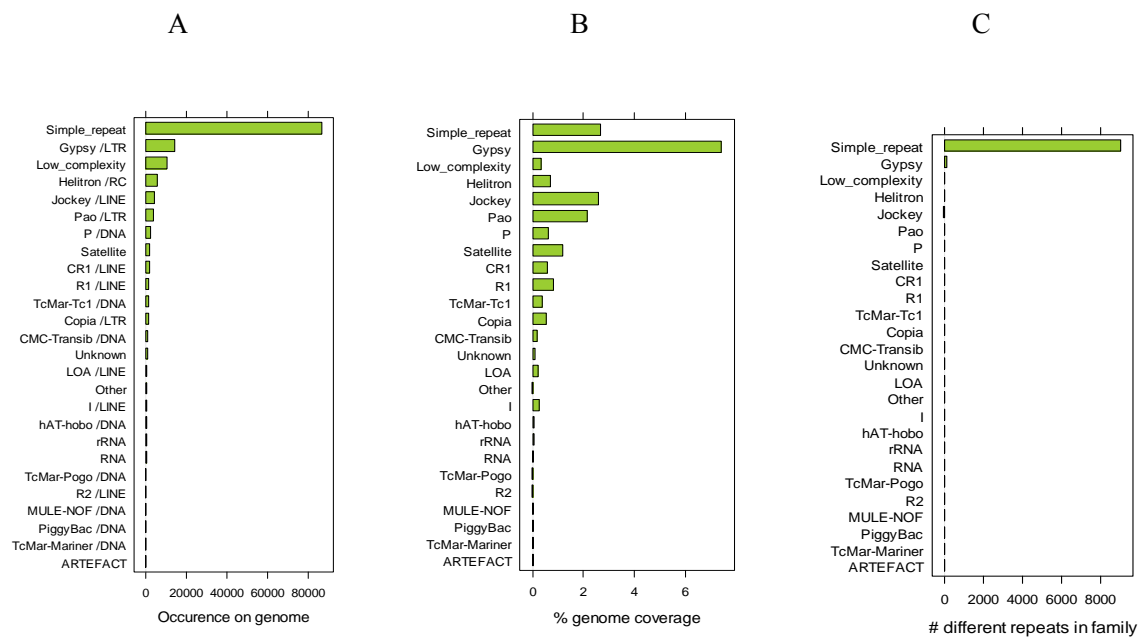 A
B
C
Simple_repeat
Gypsy /LTR
Low_complexity
Helitron /RC
Jockey /LINE
Pao /LTR
P /DNA
Satellite
CR1 /LINE
R1 /LINE
TcMar-Tc1 /DNA
Copia /LTR
CMC-Transib /DNA
Unknown
LOA /LINE
Other
I /LINE
hAT-hobo /DNA
rRNA
RNA
TcMar-Pogo /DNA
R2 /LINE
MULE-NOF /DNA
PiggyBac /DNA
TcMar-Mariner /DNA
ARTEFACT
0 20000 40000 60000 80000
Occurence on genome
Simple_repeat
Gypsy
Low_complexity
Helitron
Jockey
Pao
P
Satellite
CR1
R1
TcMar-Tc1
Copia
CMC-Transib
Unknown
LOA
Other
I
hAT-hobo
rRNA
RNA
TcMar-Pogo
R2
MULE-NOF
PiggyBac
TcMar-Mariner
ARTEFACT
0 2 4 6
% genome coverage
Simple_repeat
Gypsy
Low_complexity
Helitron
Jockey
Pao
P
Satellite
CR1
R1
TcMar-Tc1
Copia
CMC-Transib
Unknown
LOA
Other
I
hAT-hobo
rRNA
RNA
TcMar-Pogo
R2
MULE-NOF
PiggyBac
TcMar-Mariner
ARTEFACT
0 2000 4000 6000 8000
# different repeats in family